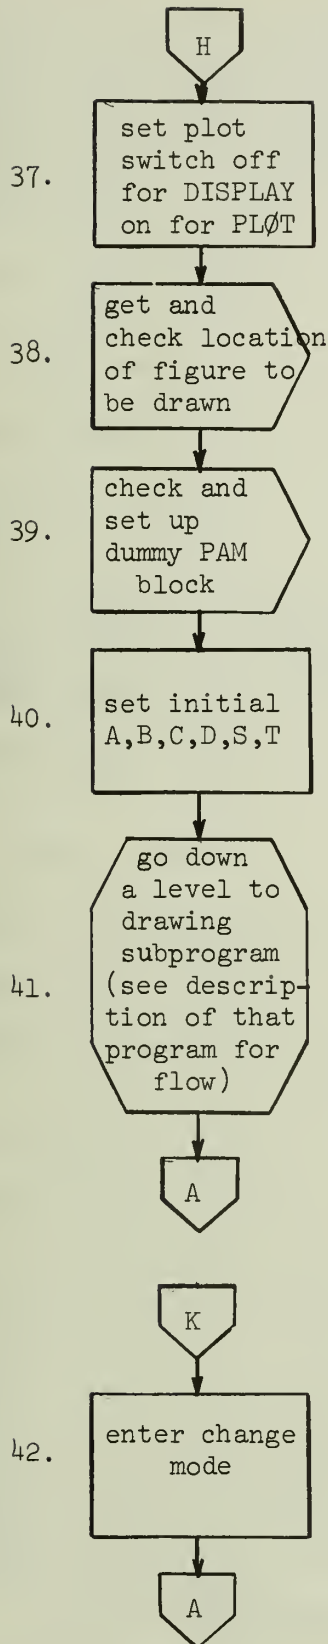 H
37.
set plot
switch off
for DISPLAY
on for PLØT
38.
get and
check location
of figure to
be drawn
39.
check and
set up
dummy PAM
block
40.
set initial
A,B,C,D,S,T
41.
go down
a level to
drawing
subprogram
(see descrip-
tion of that
program for
flow)
A
K
42.
enter change
mode
A